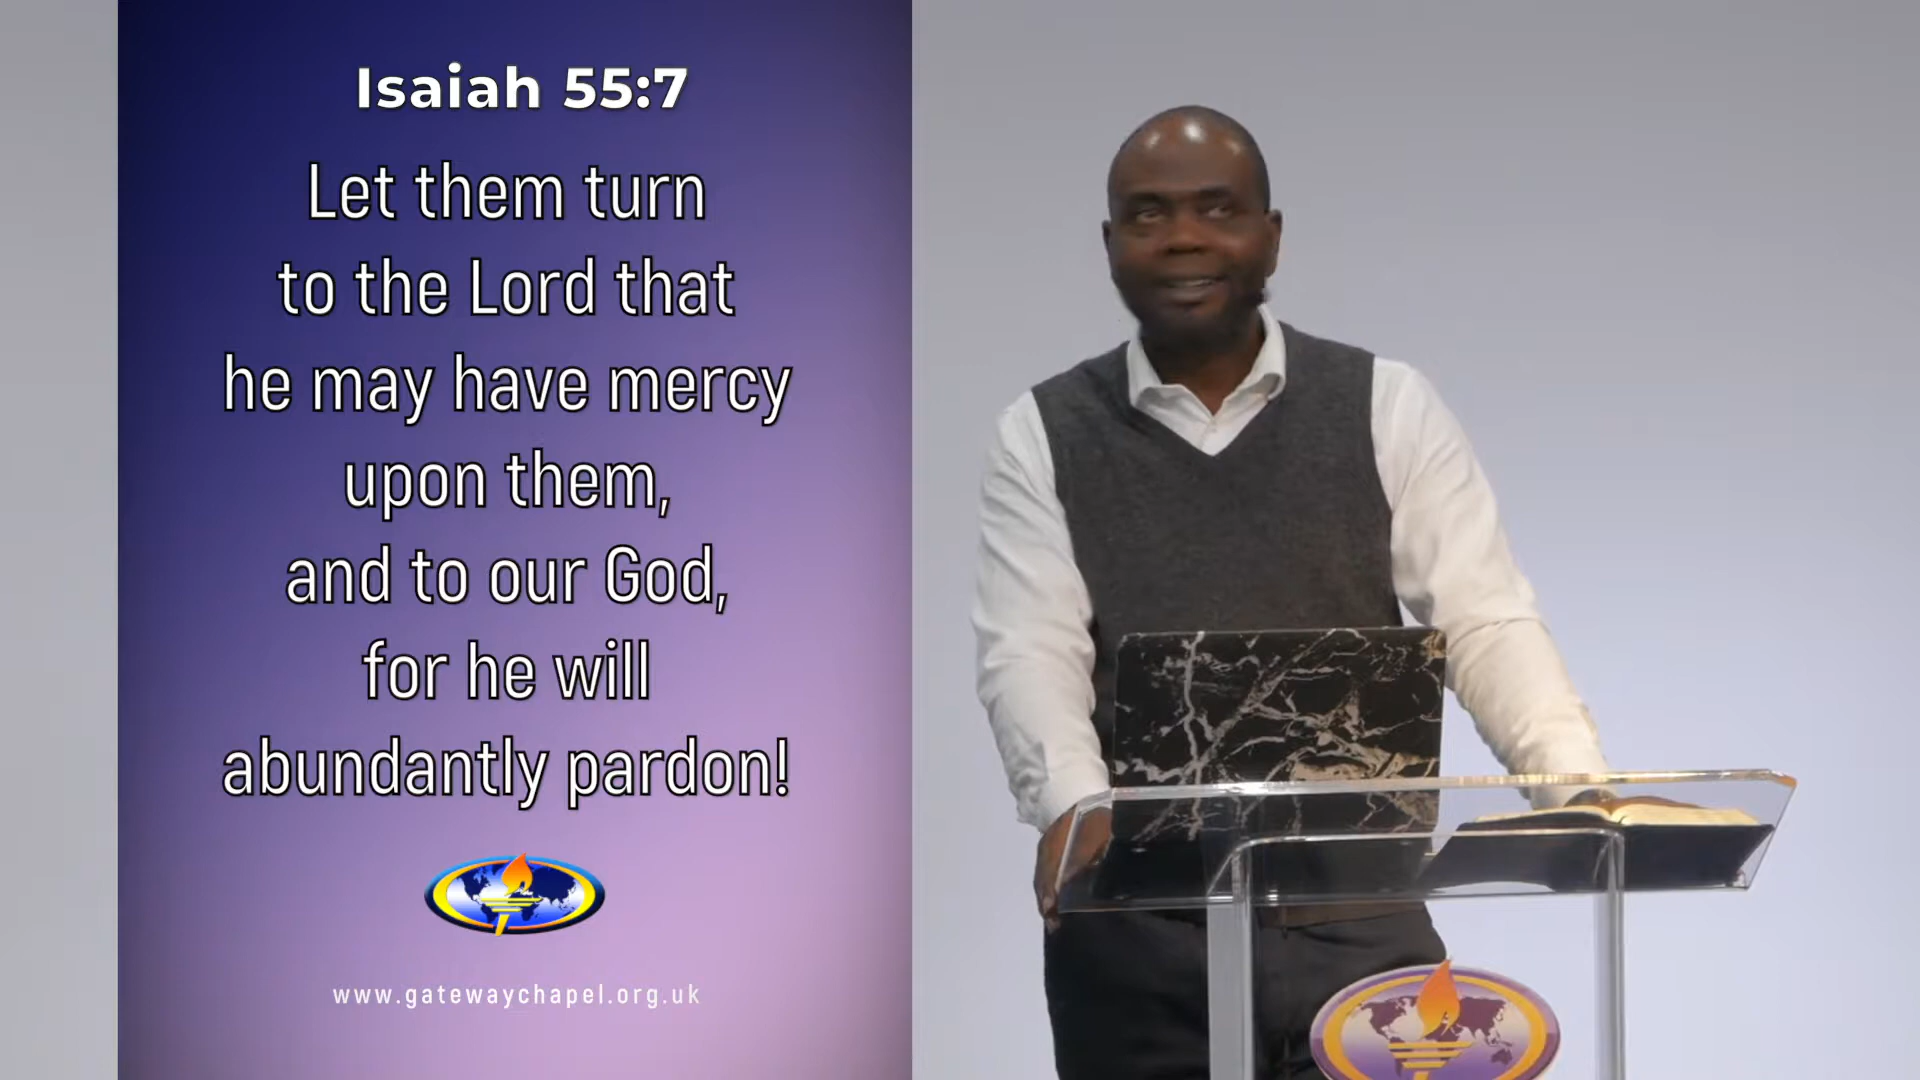 Isaiah 55:7
Let them turn
to the Lord that
he may have mercy
upon them,
and to our God,
for he will
abundantly pardon!
www.gatewaychapel.org.uk